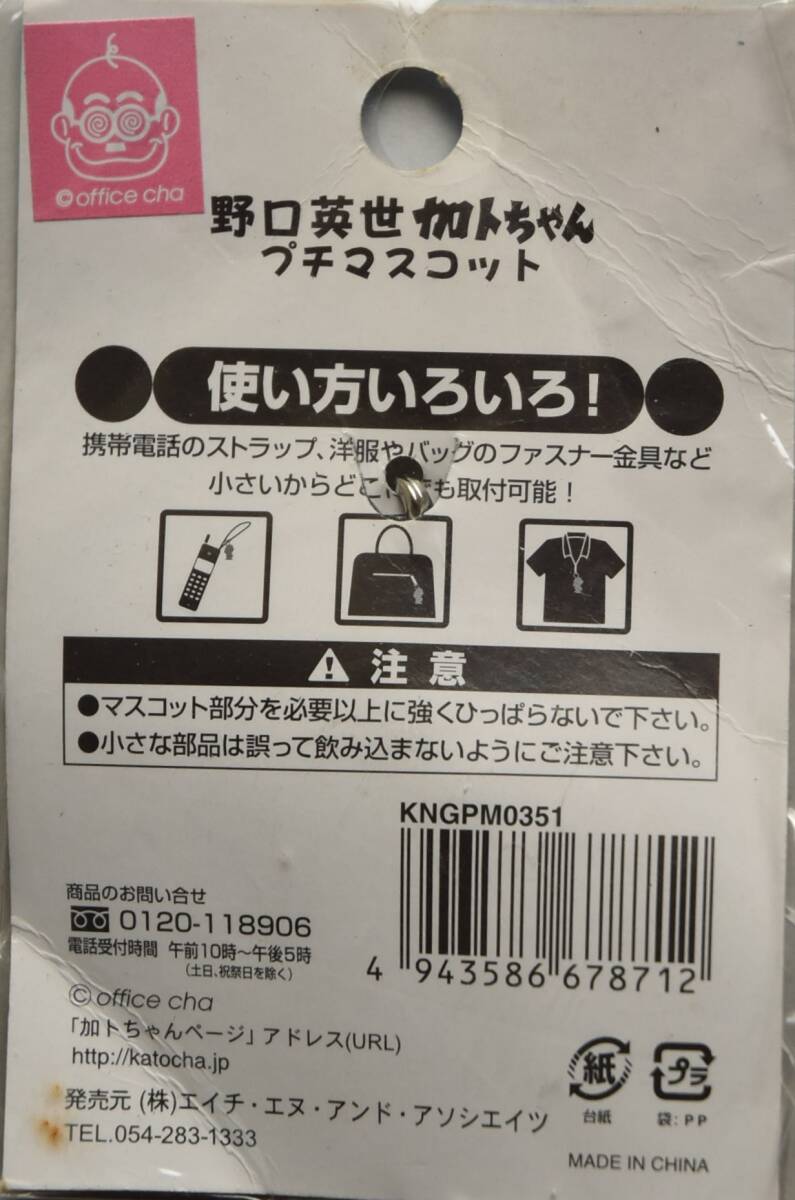 ©office cha
野口英世加トちゃん
プチマスコット
使い方いろいろ!
携帯電話のストラップ、洋服やバッグのファスナー金具など
小さいからどこ も取付可能!
注意
●マスコット部分を必要以上に強くひっぱらないで下さい。
●小さな部品は誤って飲み込まないようにご注意下さい。
KNGPM0351
4 943586 678712
商品のお問い合せ
0120-118906
電話受付時間 午前10時〜午後5時
(土日、祝祭日を除く)
©office cha
「加トちゃんページ」アドレス(URL)
http://katocha.jp
発売元 (株)エイチ・エヌ・アンド・アソシエイツ
TEL.054-283-1333
紙
台紙
プラ
袋:PP
MADE IN CHINA